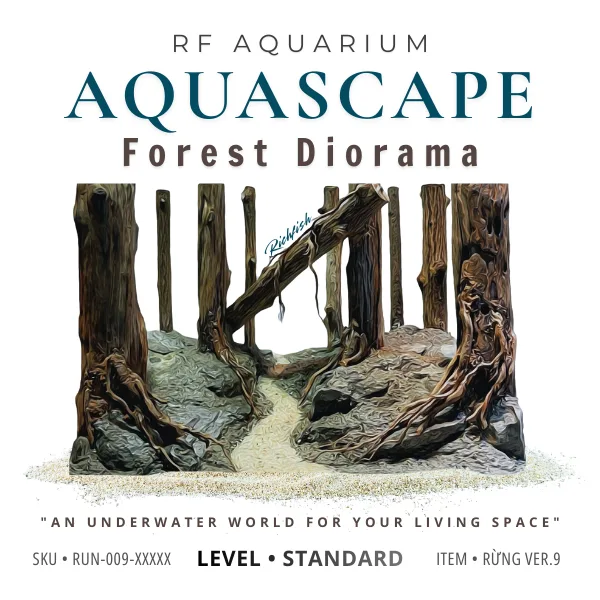 RF AQUARIUM
AQUASCAPE
Forest Diorama
Richfish
"AN UNDERWATER WORLD FOR YOUR LIVING SPACE"
SKU • RUN-009-XXXXX LEVEL • STANDARD ITEM • RỪNG VER.9